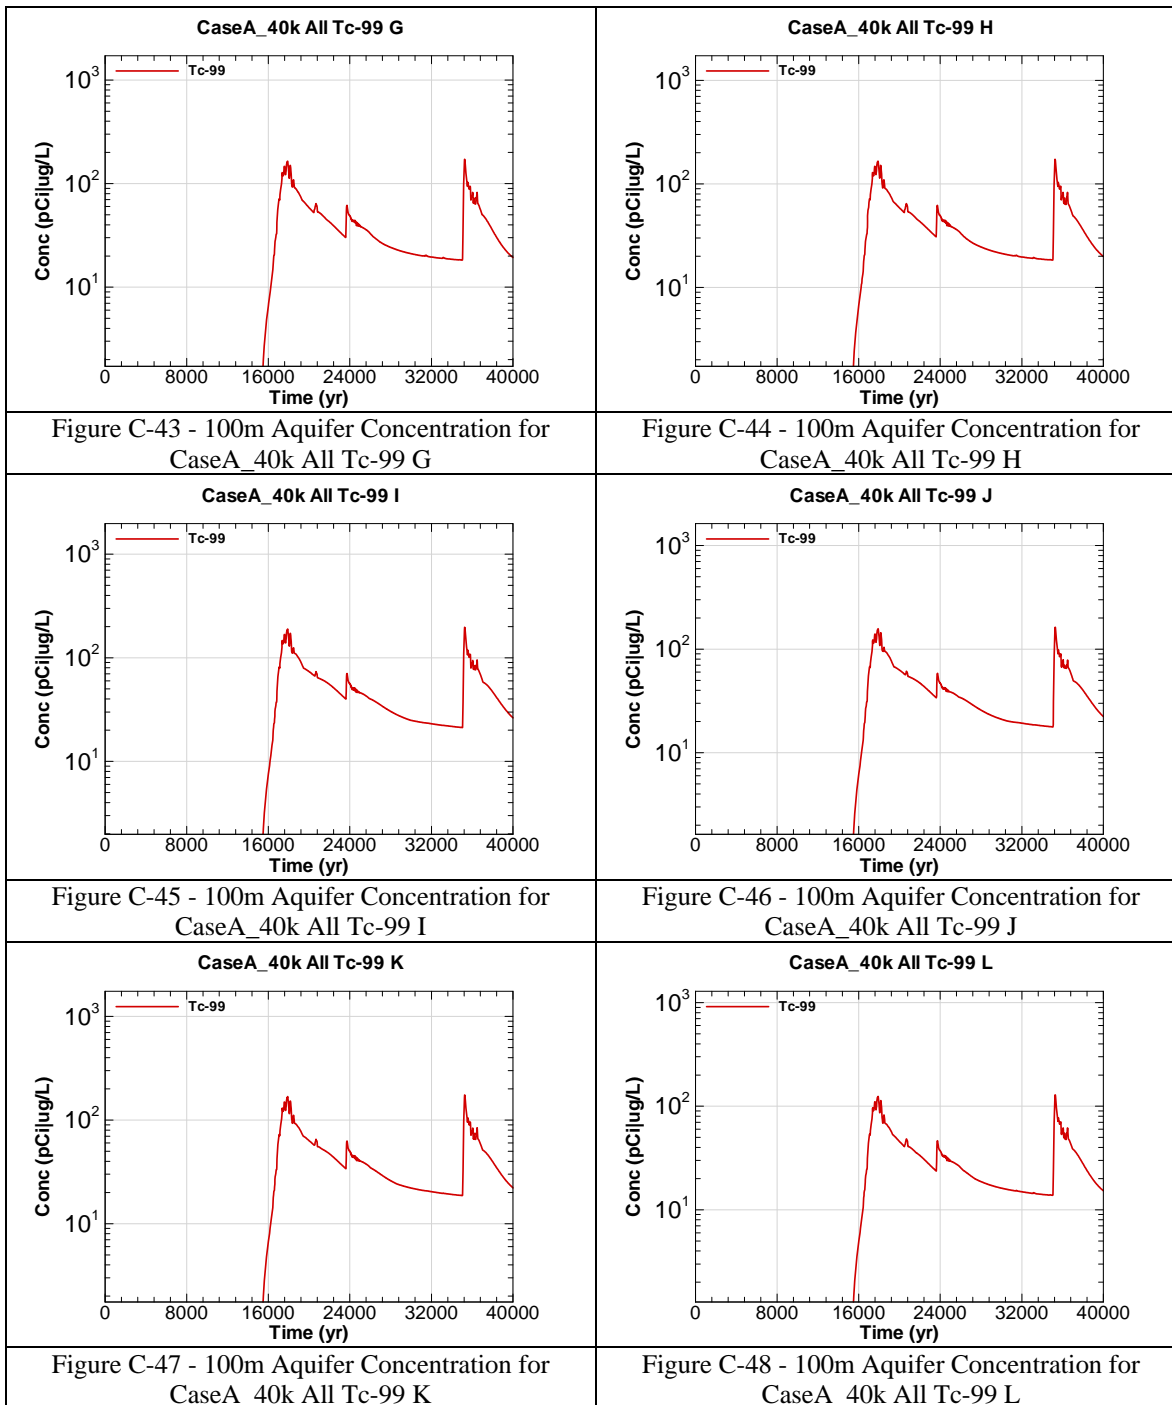 CaseA_40k All Tc-99 G
Tc-99
10^3
10^2
10^1
Conc (pCi|ug/L)
0 8000 16000 24000 32000 40000
Time (yr)
Figure C-43 - 100m Aquifer Concentration for
CaseA_40k All Tc-99 G
CaseA_40k All Tc-99 H
Tc-99
10^3
10^2
10^1
Conc (pCi|ug/L)
0 8000 16000 24000 32000 40000
Time (yr)
Figure C-44 - 100m Aquifer Concentration for
CaseA_40k All Tc-99 H
CaseA_40k All Tc-99 I
Tc-99
10^3
10^2
10^1
Conc (pCi|ug/L)
0 8000 16000 24000 32000 40000
Time (yr)
Figure C-45 - 100m Aquifer Concentration for
CaseA_40k All Tc-99 I
CaseA_40k All Tc-99 J
Tc-99
10^3
10^2
10^1
Conc (pCi|ug/L)
0 8000 16000 24000 32000 40000
Time (yr)
Figure C-46 - 100m Aquifer Concentration for
CaseA_40k All Tc-99 J
CaseA_40k All Tc-99 K
Tc-99
10^3
10^2
10^1
Conc (pCi|ug/L)
0 8000 16000 24000 32000 40000
Time (yr)
Figure C-47 - 100m Aquifer Concentration for
CaseA_40k All Tc-99 K
CaseA_40k All Tc-99 L
Tc-99
10^3
10^2
10^1
Conc (pCi|ug/L)
0 8000 16000 24000 32000 40000
Time (yr)
Figure C-48 - 100m Aquifer Concentration for
CaseA_40k All Tc-99 L